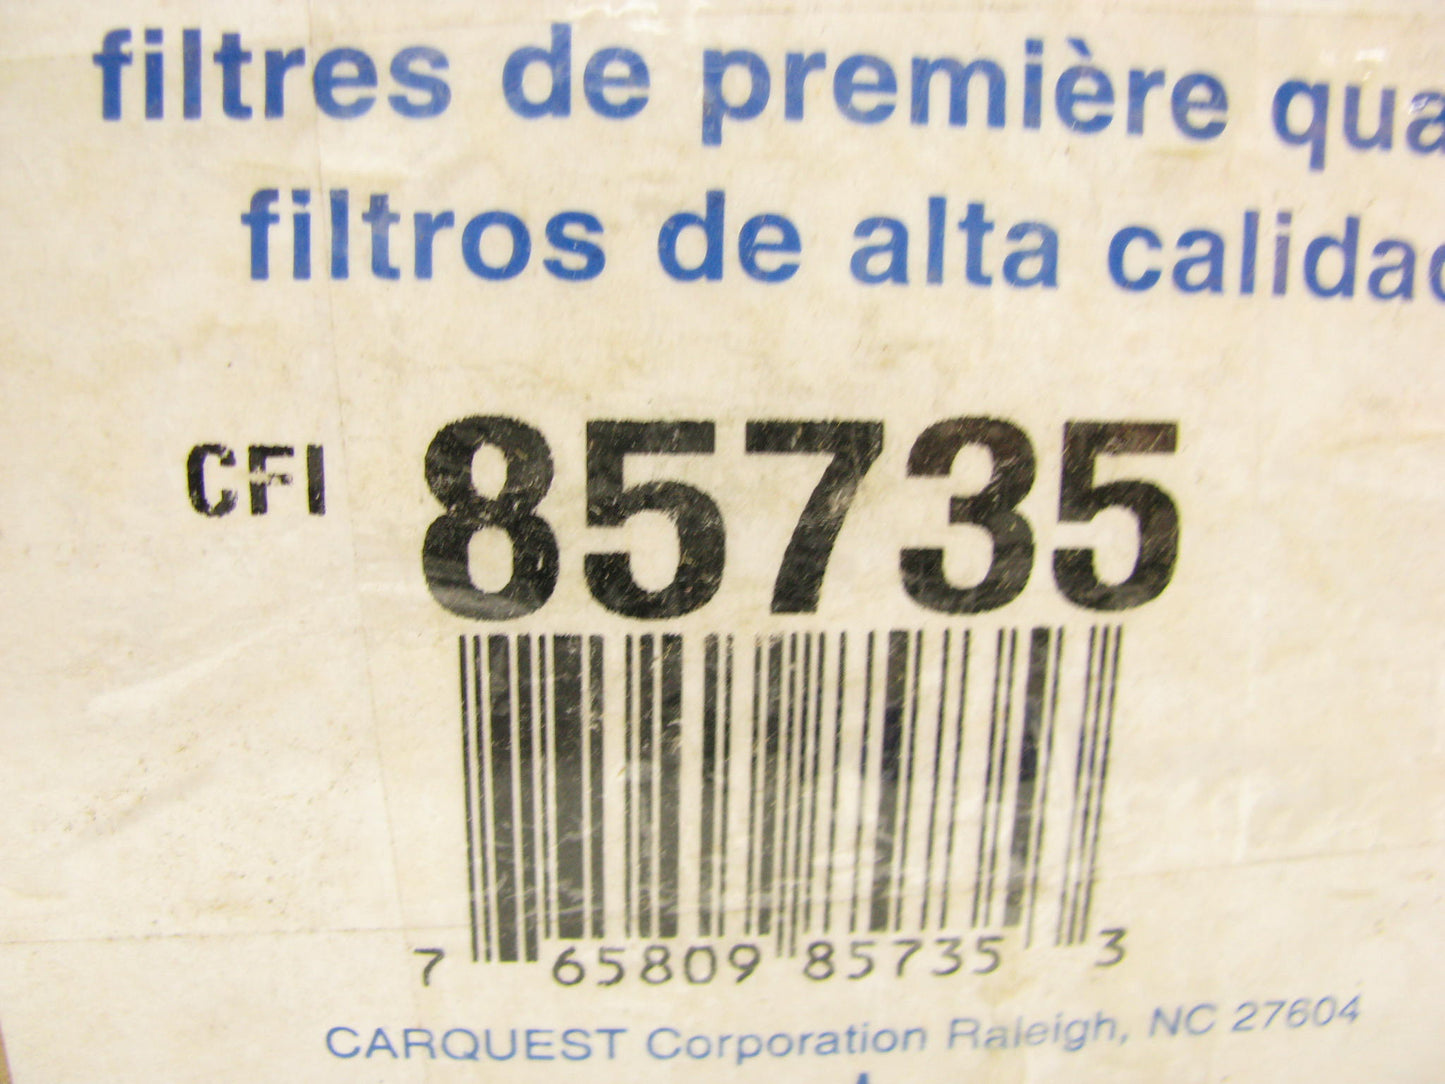 filtres de première qua
filtros de alta calidad
CFI 85735
7 65809 85735 3
CARQUEST Corporation Raleigh, NC 27604